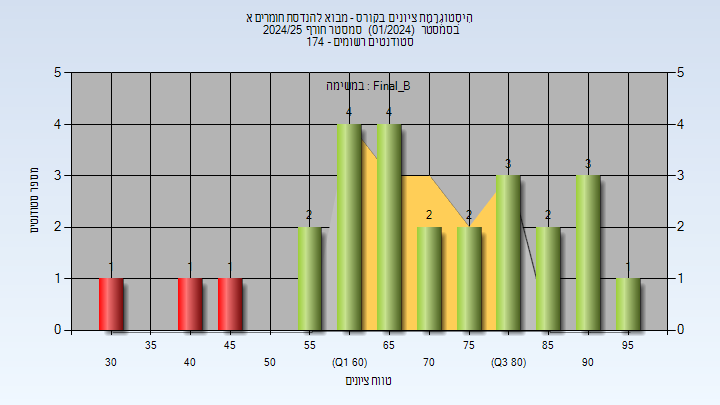 היסטוגרמת ציונים בקורס - מבוא להנדסת חומרים א
בסמסטר (01/2024) סמסטר חורף 2024/25
סטודנטים רשומים - 174
במשימה : Final_B
מספר סטודנטים
5 5
4 4
3 3
2 2
1 1
0 0
1 1 1 2 4 4 2 2 3 2 3 1
35 45 55 65 75 85 95
30 40 50 (Q1 60) 70 (Q3 80) 90
טווח ציונים